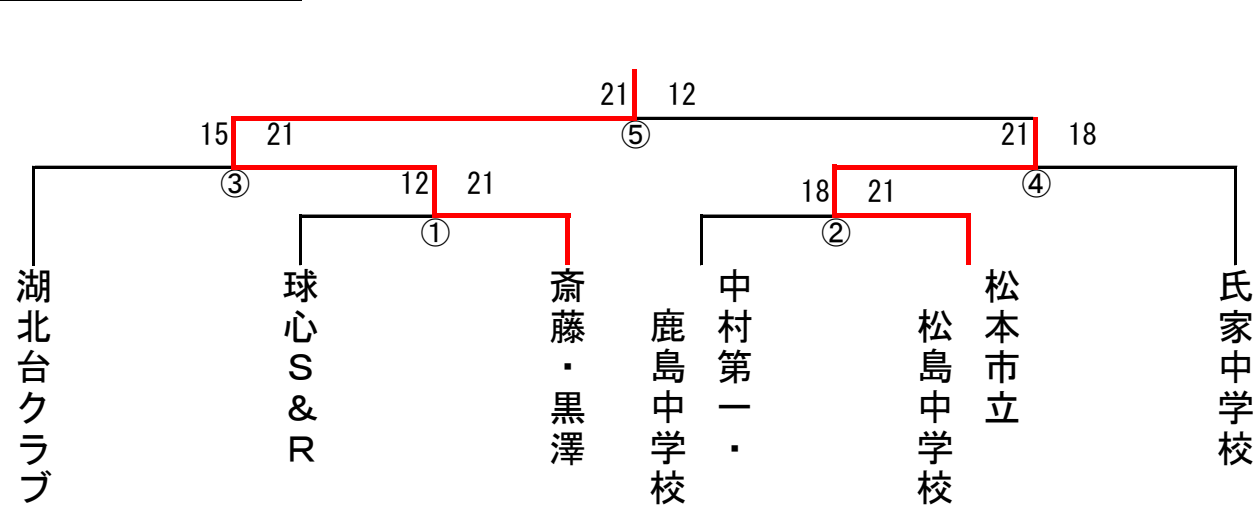 21 12
⑤
15 21
21 18
③
④
12 21
18 21
①
②
湖北台クラブ
球心S&R
斎藤・黒澤
中村第一・
鹿島中学校
松本市立
松島中学校
氏家中学校